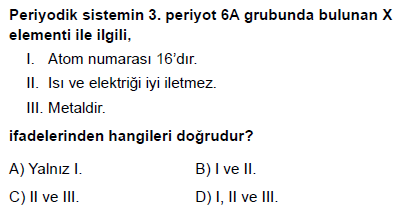 Periyodik sistemin 3. periyot 6A grubunda bulunan X
elementi ile ilgili,
I. Atom numarası 16'dır.
II. Isı ve elektriği iyi iletmez.
III. Metaldir.
ifadelerinden hangileri doğrudur?
A) Yalnız I. B) I ve II.
C) II ve III. D) I, II ve III.